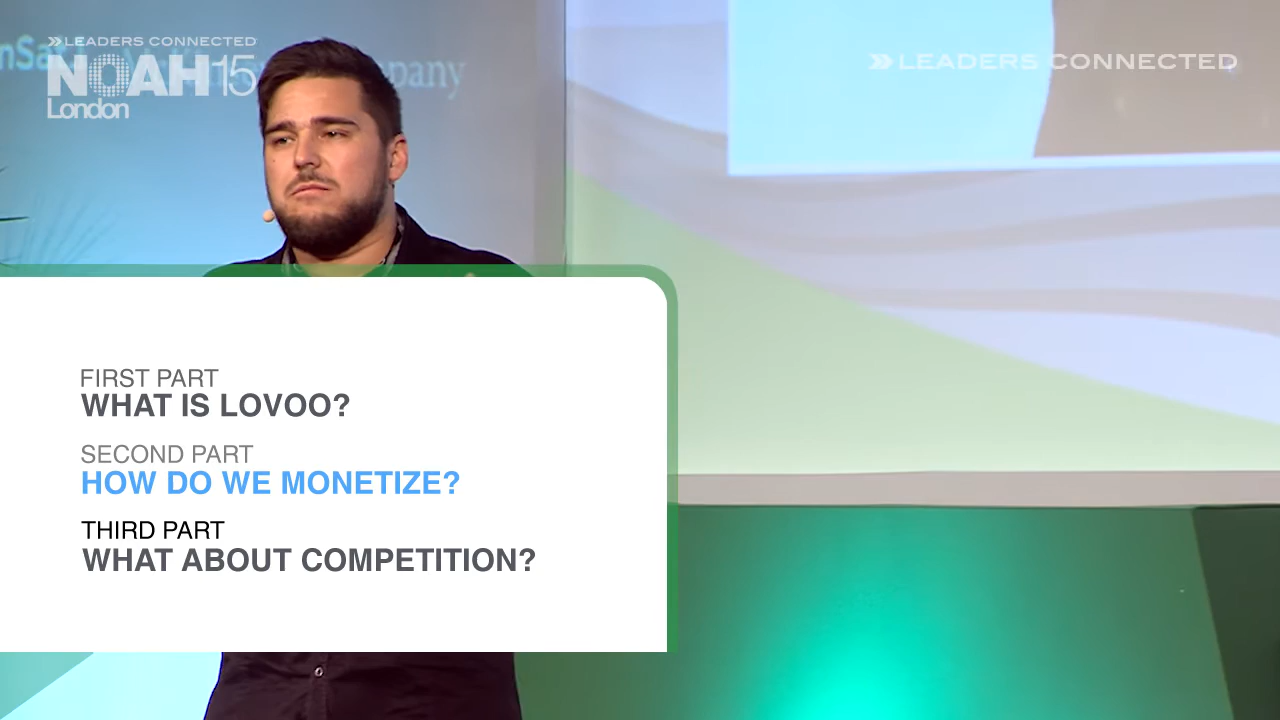 LEADERS CONNECTED
NOAH15
London
LEADERS CONNECTED
FIRST PART
WHAT IS LOVOO?
SECOND PART
HOW DO WE MONETIZE?
THIRD PART
WHAT ABOUT COMPETITION?